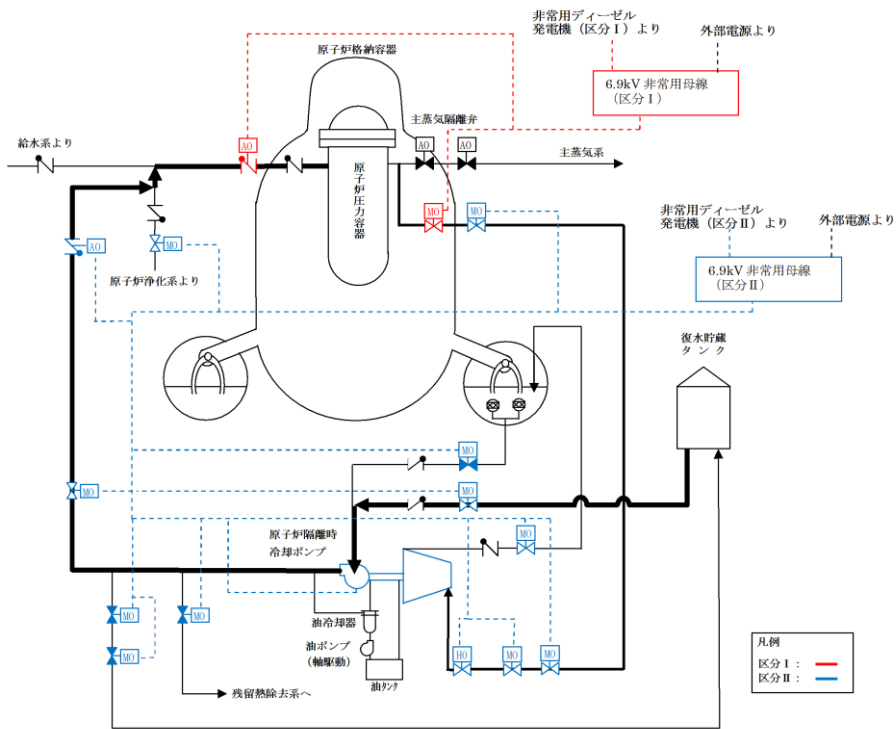 非常用ディーゼル
発電機（区分Ⅰ）より
外部電源より
原子炉格納容器
6.9kV 非常用母線
（区分Ⅰ）
主蒸気隔離弁
給水系より
AO
AO
AO
主蒸気系
原子炉圧力容器
MO
MO
非常用ディーゼル
発電機（区分Ⅱ）より
外部電源より
AO
MO
原子炉浄化系より
6.9kV 非常用母線
（区分Ⅱ）
復水貯蔵
タンク
MO
MO
MO
原子炉隔離時
冷却ポンプ
MO
MO
MO
油冷却器
MO
油ポンプ
（軸駆動）
HO
MO
MO
油タンク
残留熱除去系へ
凡例
区分Ⅰ：
区分Ⅱ：